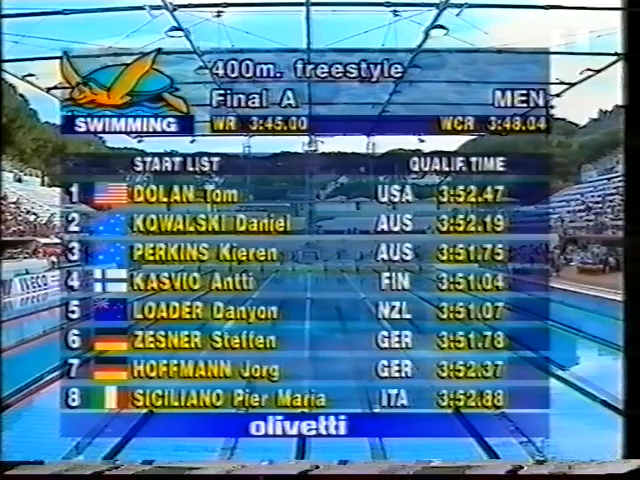 400m. freestyle
Final A MEN
SWIMMING WR 3:45.00 WCR 3:48.04
START LIST QUALIF. TIME
1 DOLAN Tom USA 3:52.47
2 KOWALSKI Daniel AUS 3:52.19
3 PERKINS Kieren AUS 3:51.75
4 KASVIO Antti FIN 3:51.04
5 LOADER Danyon NZL 3:51.07
6 ZESNER Steffen GER 3:51.78
7 HOFFMANN Jorg GER 3:52.37
8 SICILIANO Pier Maria ITA 3:52.88
olivetti
IVECO